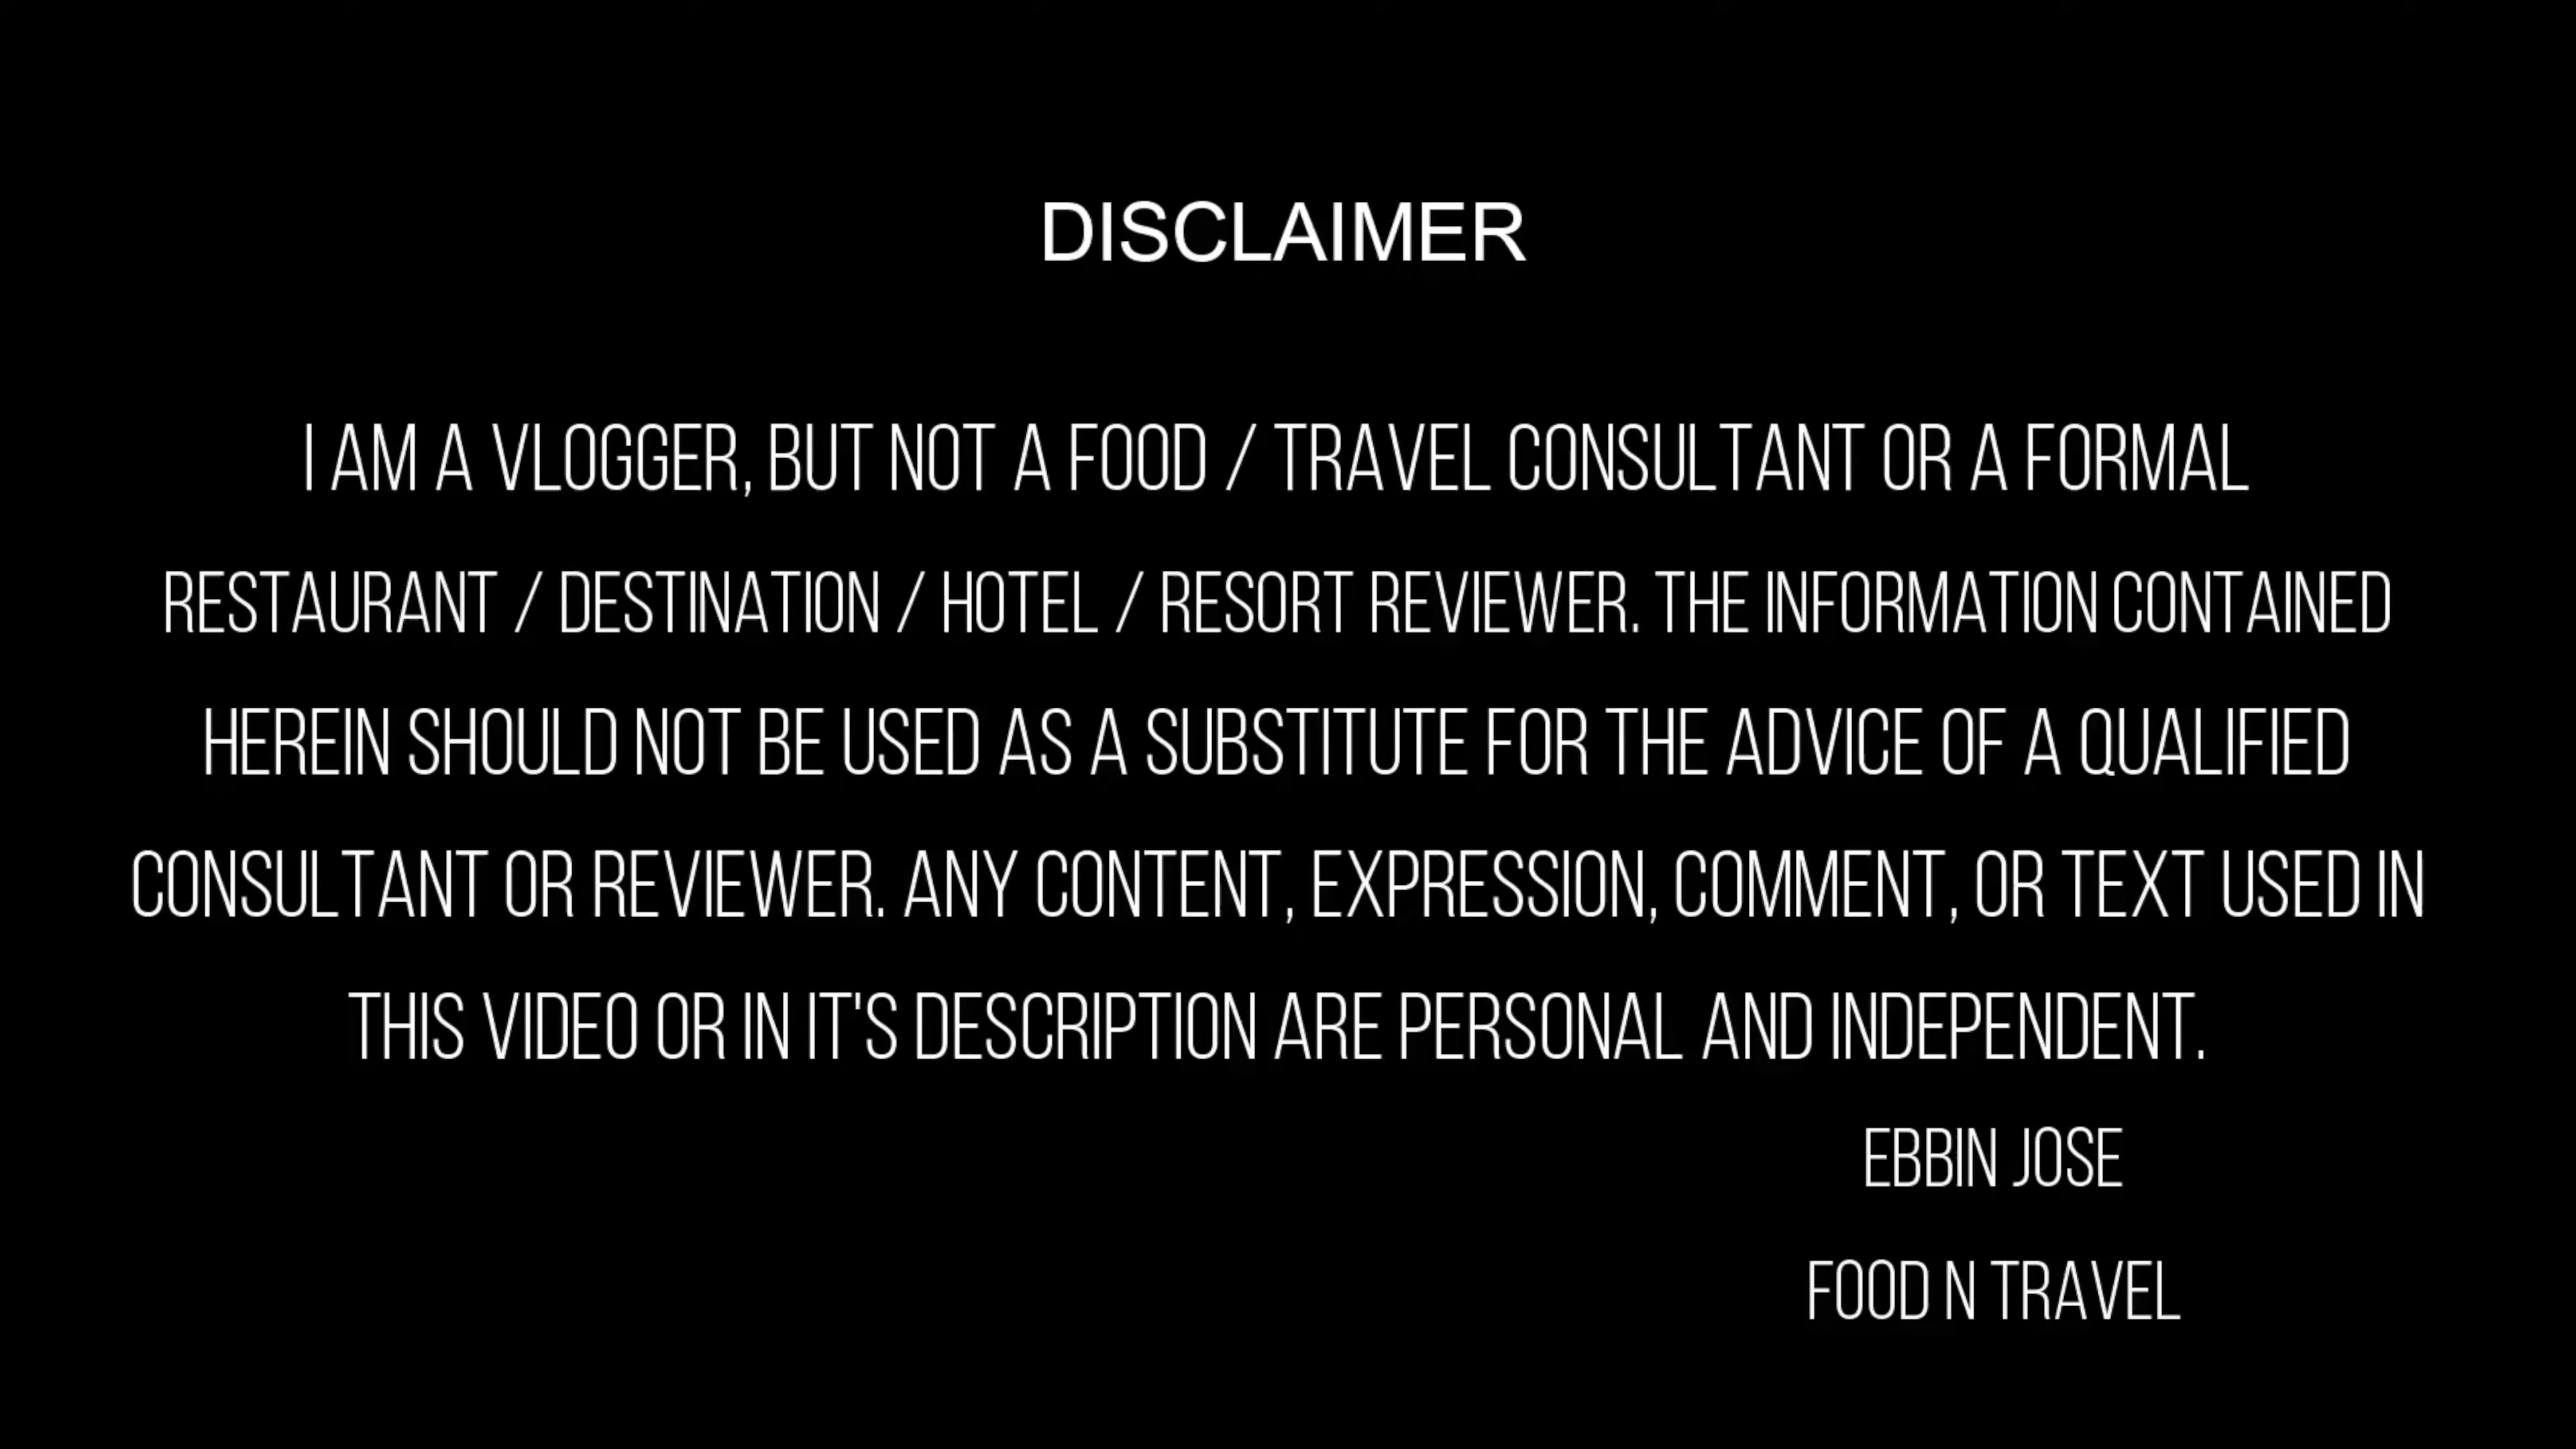 DISCLAIMER
I AM A VLOGGER, BUT NOT A FOOD / TRAVEL CONSULTANT OR A FORMAL
RESTAURANT / DESTINATION / HOTEL / RESORT REVIEWER. THE INFORMATION CONTAINED
HEREIN SHOULD NOT BE USED AS A SUBSTITUTE FOR THE ADVICE OF A QUALIFIED
CONSULTANT OR REVIEWER. ANY CONTENT, EXPRESSION, COMMENT, OR TEXT USED IN
THIS VIDEO OR IN IT'S DESCRIPTION ARE PERSONAL AND INDEPENDENT.
EBBIN JOSE
FOOD N TRAVEL